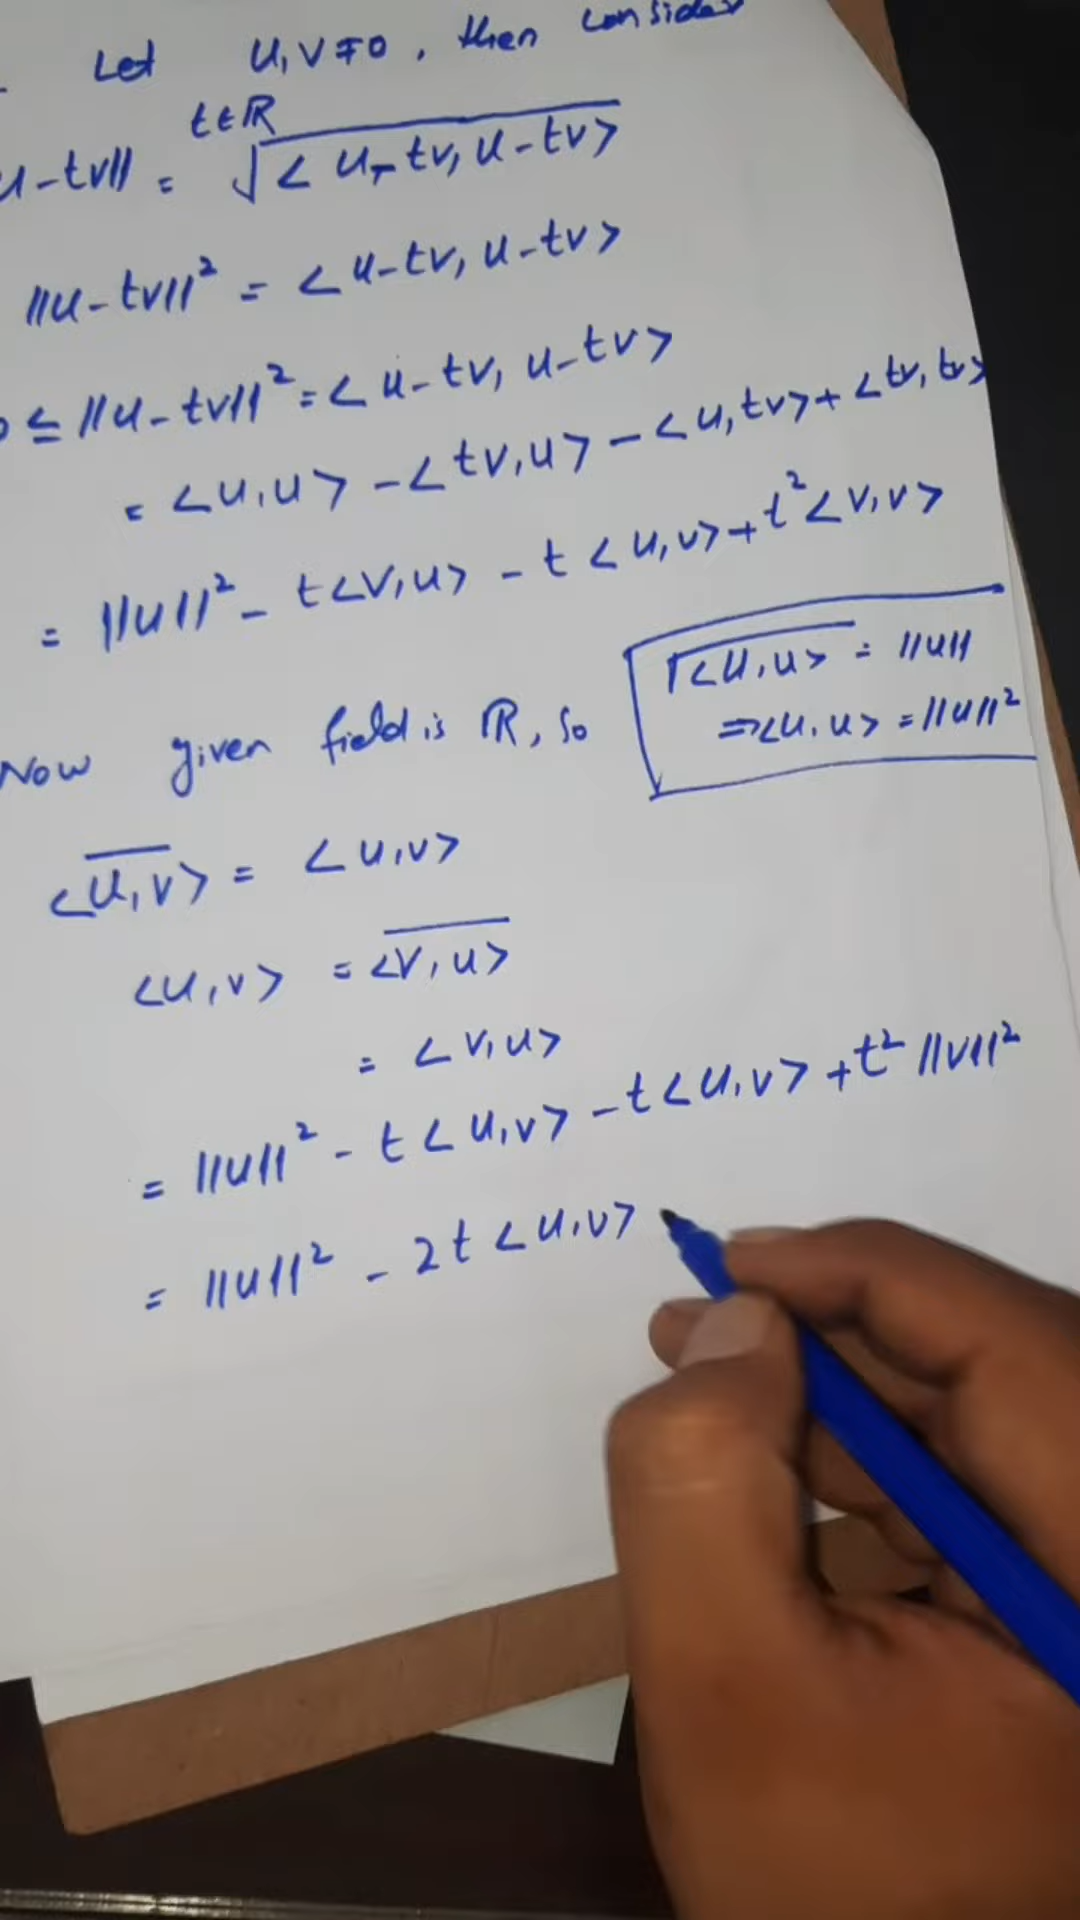 Let U, V ≠ 0, then consider
t ∈ ℝ
u-tv|| = √<u-tv, u-tv>
||u-tv||² = <u-tv, u-tv>
0 ≤ ||u-tv||² = <u-tv, u-tv>
= <u,u> - <tv,u> - <u,tv> + <tv,tv>
= ||u||² - t<v,u> - t<u,v> + t²<v,v>
√<u,u> = ||u||
⇒ <u,u> = ||u||²
Now given field is ℝ, so
<u̅,̅v̅> = <u,v>
<u,v> = <̅v̅,̅u̅>̅
= <v,u>
= ||u||² - t<u,v> - t<u,v> + t²||v||²
= ||u||² - 2t<u,v>